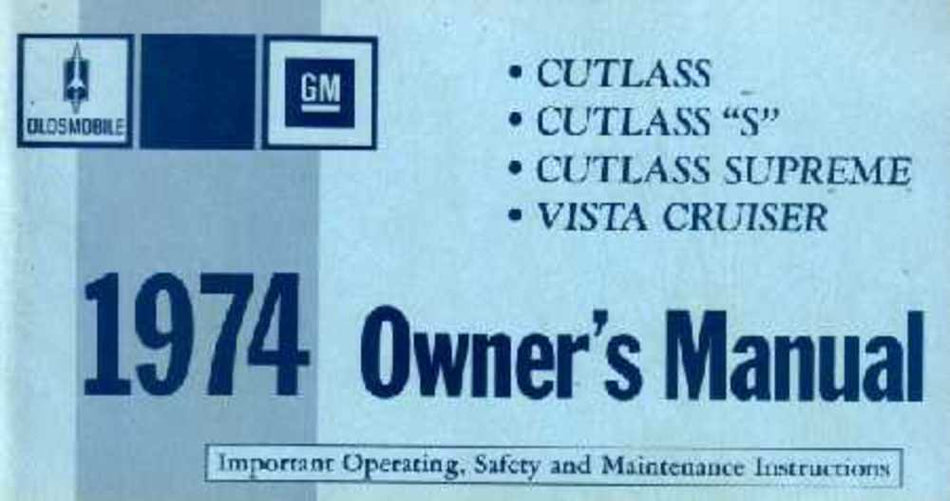 OLDSMOBILE
GM
• CUTLASS
• CUTLASS “S”
• CUTLASS SUPREME
• VISTA CRUISER
1974 Owner's Manual
Important Operating, Safety and Maintenance Instructions